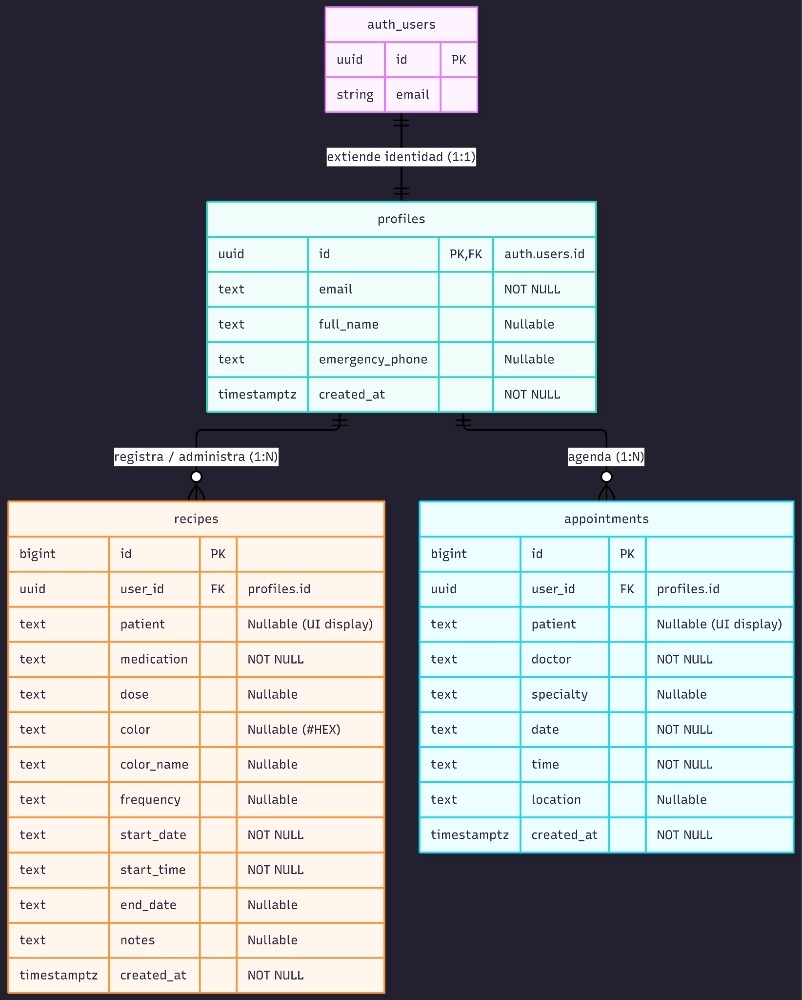 auth_users
uuid id PK
string email
extiende identidad (1:1)
profiles
uuid id PK,FK auth.users.id
text email NOT NULL
text full_name Nullable
text emergency_phone Nullable
timestamptz created_at NOT NULL
registra / administra (1:N)
agenda (1:N)
recipes
bigint id PK
uuid user_id FK profiles.id
text patient Nullable (UI display)
text medication NOT NULL
text dose Nullable
text color Nullable (#HEX)
text color_name Nullable
text frequency Nullable
text start_date NOT NULL
text start_time NOT NULL
text end_date Nullable
text notes Nullable
timestamptz created_at NOT NULL
appointments
bigint id PK
uuid user_id FK profiles.id
text patient Nullable (UI display)
text doctor NOT NULL
text specialty Nullable
text date NOT NULL
text time NOT NULL
text location Nullable
timestamptz created_at NOT NULL